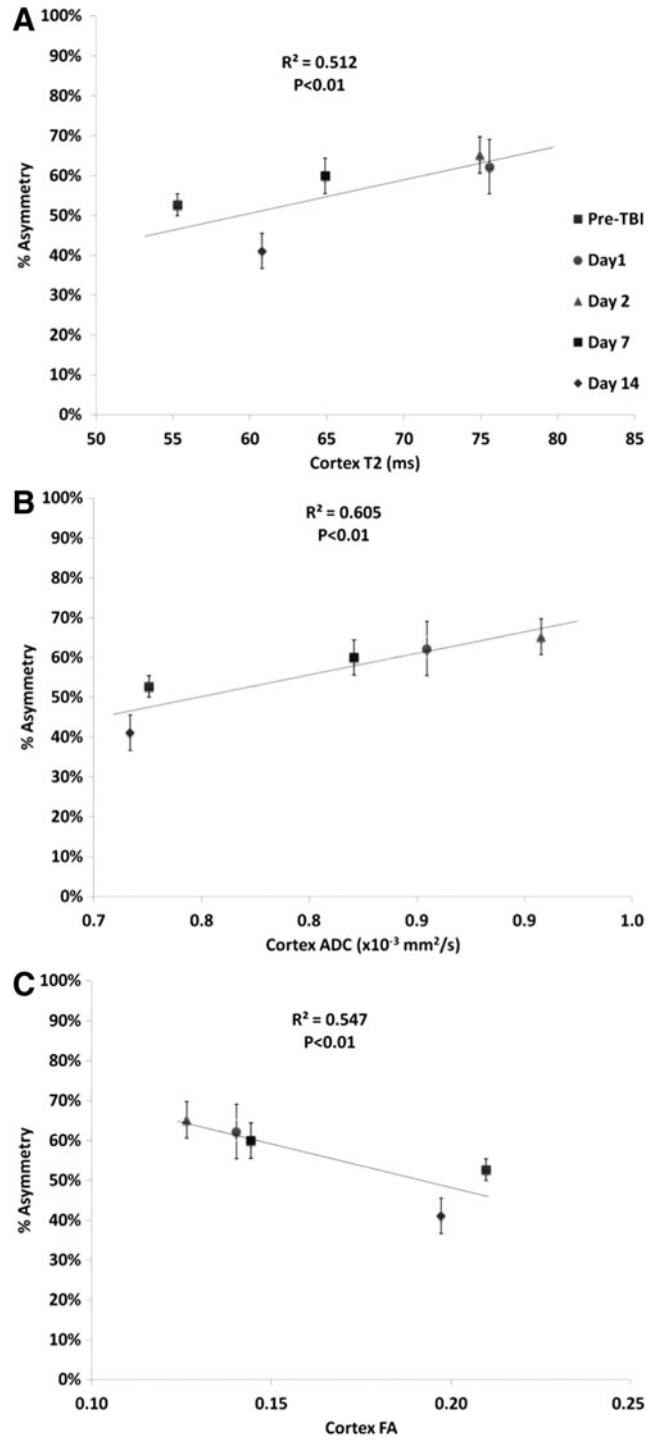 A
100%
90%
80%
70%
60%
50%
40%
30%
20%
10%
0%
% Asymmetry
R² = 0.512
P<0.01
Pre-TBI
Day1
Day 2
Day 7
Day 14
50 55 60 65 70 75 80 85
Cortex T2 (ms)
B
100%
90%
80%
70%
60%
50%
40%
30%
20%
10%
0%
% Asymmetry
R² = 0.605
P<0.01
0.7 0.8 0.8 0.9 0.9 1.0
Cortex ADC (x10⁻³ mm²/s)
C
100%
90%
80%
70%
60%
50%
40%
30%
20%
10%
0%
% Asymmetry
R² = 0.547
P<0.01
0.10 0.15 0.20 0.25
Cortex FA